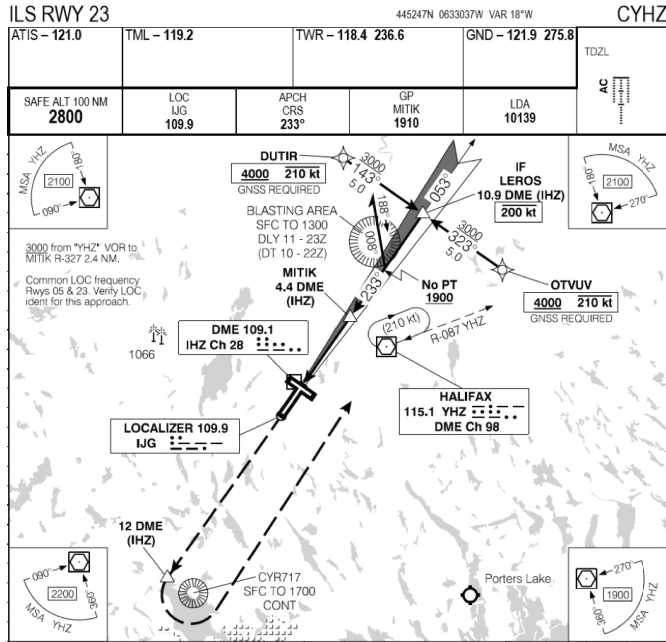 ILS RWY 23
445247N 0633037W VAR 18°W
CYHZ
ATIS – 121.0
TML – 119.2
TWR – 118.4 236.6
GND – 121.9 275.8
TDZL
AC
SAFE ALT 100 NM
2800
LOC
IJG
109.9
APCH
CRS
233°
GP
MITIK
1910
LDA
10139
MSA YHZ
180°
2100
090°
DUTIR
4000 210 kt
GNSS REQUIRED
3000
143°
5.0
053°
IF
LEROS
10.9 DME (IHZ)
200 kt
MSA YHZ
180°
2100
270°
BLASTING AREA
SFC TO 1300
DLY 11 - 23Z
(DT 10 - 22Z)
188°
008°
3000
323°
5.0
3000 from "YHZ" VOR to
MITIK R-327 2.4 NM.
Common LOC frequency
Rwys 05 & 23. Verify LOC
ident for this approach.
MITIK
4.4 DME
(IHZ)
233°
No PT
1900
OTVUV
4000 210 kt
GNSS REQUIRED
(210 kt)
R-087 YHZ
1066
DME 109.1
IHZ Ch 28
HALIFAX
115.1 YHZ
DME Ch 98
LOCALIZER 109.9
IJG
12 DME
(IHZ)
CYR717
SFC TO 1700
CONT
Porters Lake
090°
2200
360°
MSA YHZ
270°
1900
360°
MSA YHZ